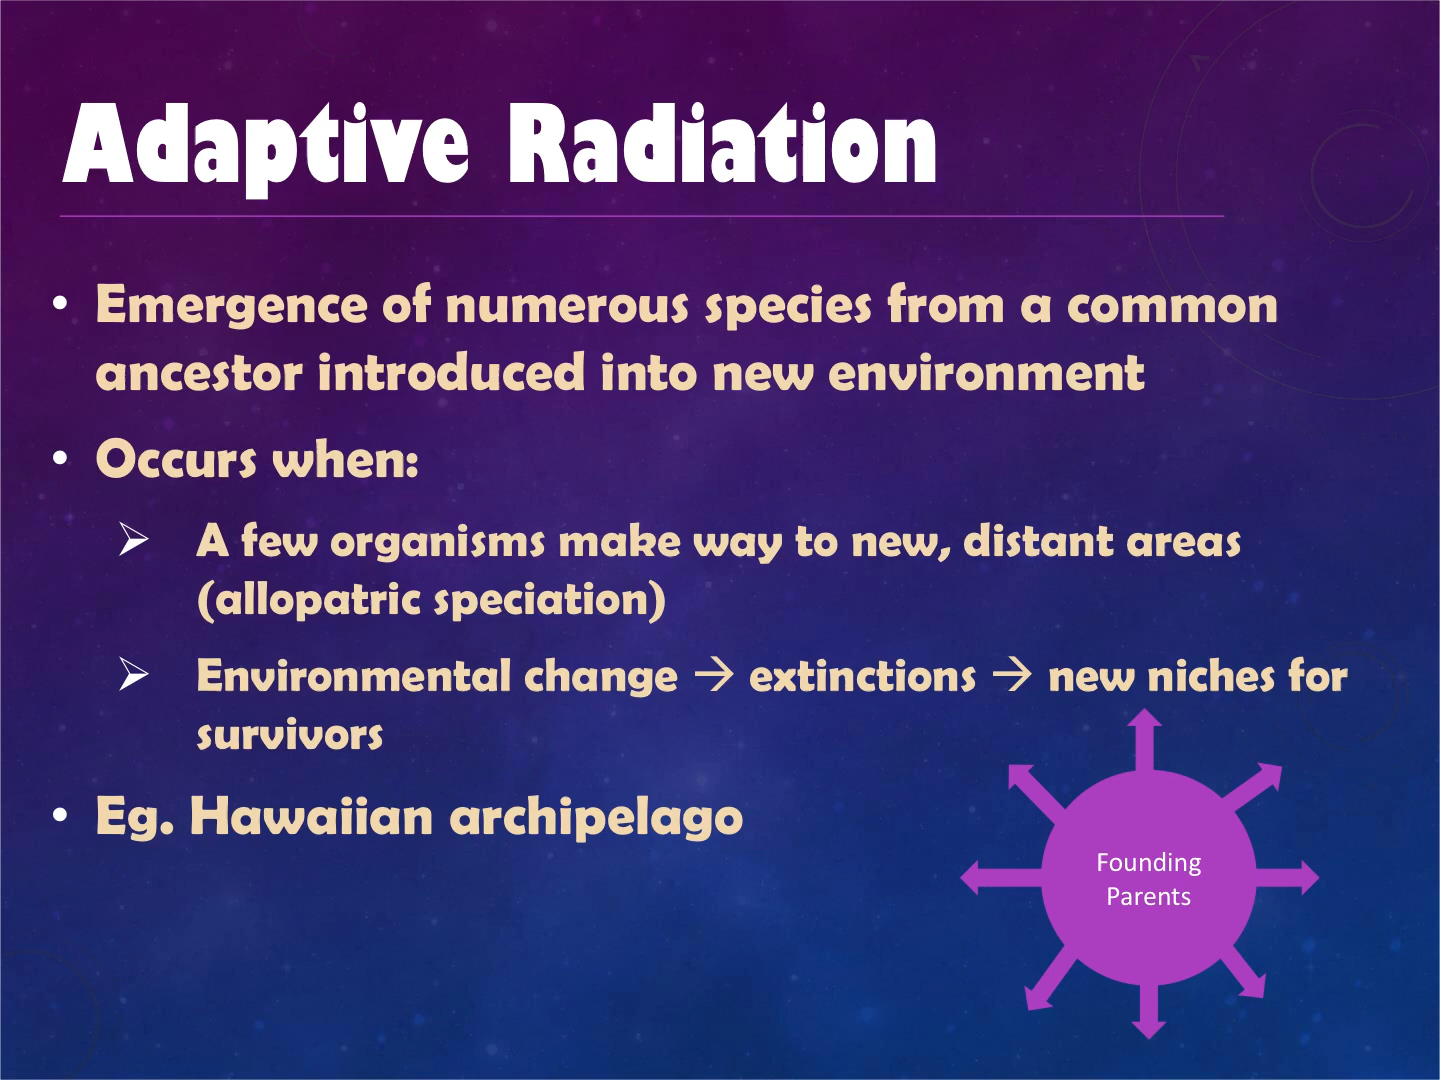 Adaptive Radiation
• Emergence of numerous species from a common
ancestor introduced into new environment
• Occurs when:
➢ A few organisms make way to new, distant areas
(allopatric speciation)
➢ Environmental change → extinctions → new niches for
survivors
• Eg. Hawaiian archipelago
Founding
Parents